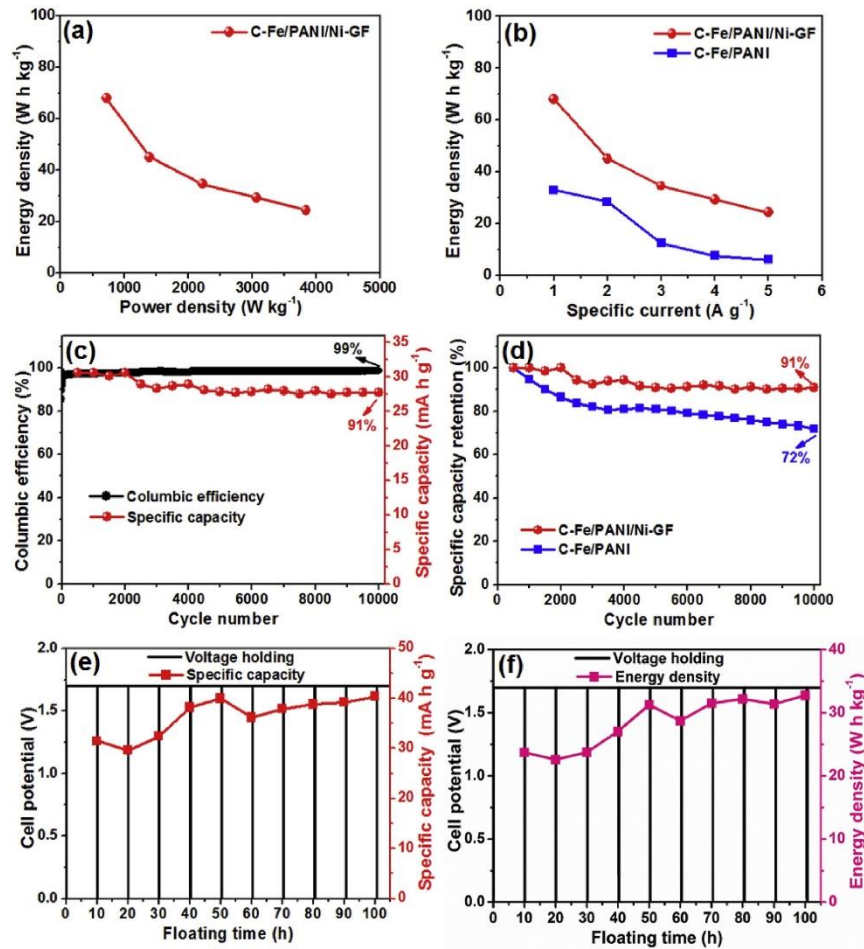 (a)
C-Fe/PANI/Ni-GF
Energy density (W h kg⁻¹)
100
80
60
40
20
0
0 1000 2000 3000 4000 5000
Power density (W kg⁻¹)
(b)
C-Fe/PANI/Ni-GF
C-Fe/PANI
Energy density (W h kg⁻¹)
100
80
60
40
20
0
0 1 2 3 4 5 6
Specific current (A g⁻¹)
(c)
99%
91%
Columbic efficiency
Specific capacity
Columbic efficiency (%)
100
80
60
40
20
0
Specific capacity (mA h g⁻¹)
35
30
25
20
15
10
5
0
0 2000 4000 6000 8000 10000
Cycle number
(d)
91%
72%
C-Fe/PANI/Ni-GF
C-Fe/PANI
Specific capacity retention (%)
100
80
60
40
20
0
0 2000 4000 6000 8000 10000
Cycle number
(e)
Voltage holding
Specific capacity
Cell potential (V)
2.0
1.5
1.0
0.5
0.0
Specific capacity (mA h g⁻¹)
50
40
30
20
10
0
0 10 20 30 40 50 60 70 80 90 100
Floating time (h)
(f)
Voltage holding
Energy density
Cell potential (V)
2.0
1.6
1.2
0.8
0.4
0.0
Energy density (W h kg⁻¹)
40
30
20
10
0
0 10 20 30 40 50 60 70 80 90 100
Floating time (h)